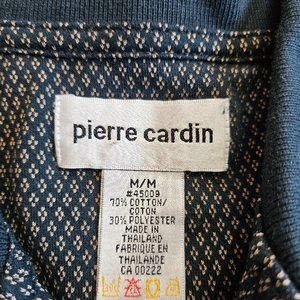 pierre cardin
M/M
#45009
70% COTTON/
COTON
30% POLYESTER
MADE IN
THAILAND
FABRIQUE EN
THAILANDE
CA 00222